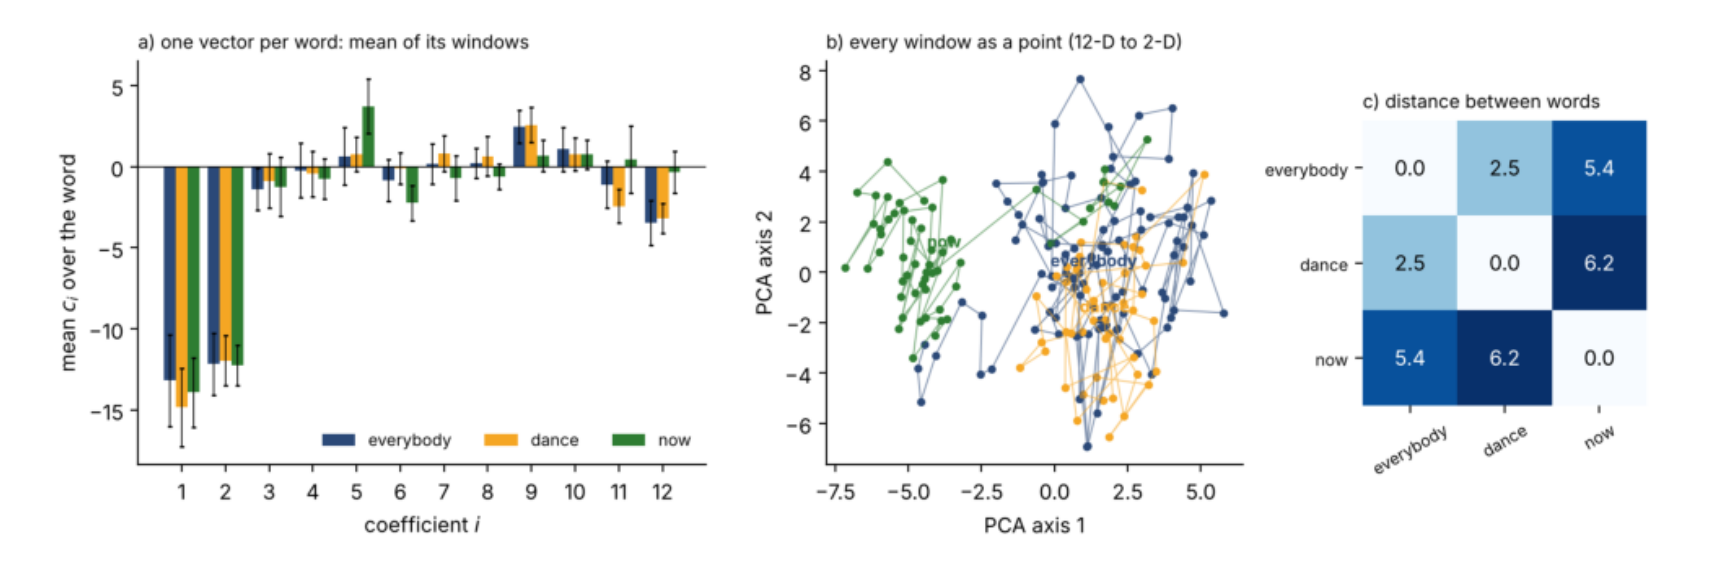 a) one vector per word: mean of its windows
mean cᵢ over the word
5
0
−5
−10
−15
everybody
dance
now
1 2 3 4 5 6 7 8 9 10 11 12
coefficient i
b) every window as a point (12-D to 2-D)
PCA axis 2
8
6
4
2
0
−2
−4
−6
now
everybody
−7.5 −5.0 −2.5 0.0 2.5 5.0
PCA axis 1
c) distance between words
everybody 0.0 2.5 5.4
dance 2.5 0.0 6.2
now 5.4 6.2 0.0
everybody dance now